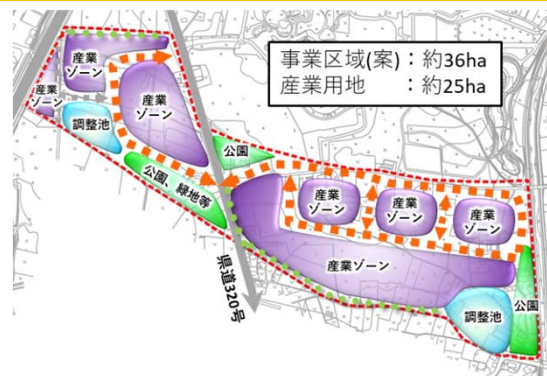 事業区域(案)：約36ha
産業用地　　：約25ha
産業
ゾーン
産業
ゾーン
産業
ゾーン
調整池
公園
公園、緑地等
産業
ゾーン
産業
ゾーン
産業
ゾーン
産業ゾーン
県道320号
公園
調整池